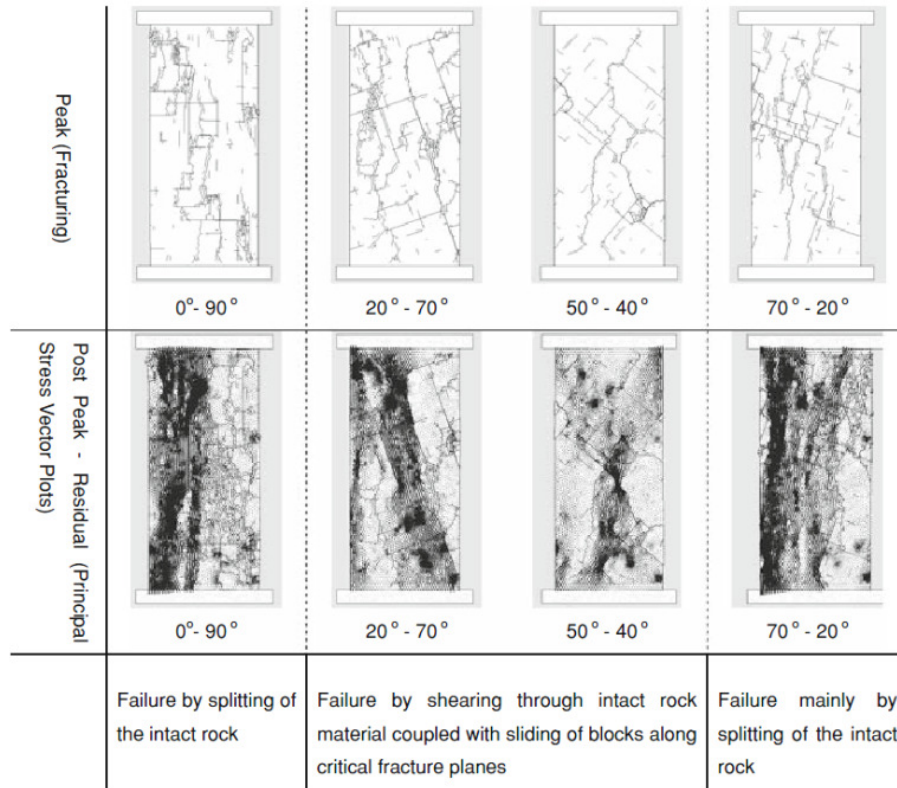 Peak (Fracturing)
0°- 90°
20° - 70°
50° - 40°
70° - 20°
Post Peak - Residual (Principal
Stress Vector Plots)
0°- 90°
20° - 70°
50° - 40°
70° - 20°
Failure by splitting of
the intact rock
Failure by shearing through intact rock
material coupled with sliding of blocks along
critical fracture planes
Failure mainly by
splitting of the intact
rock